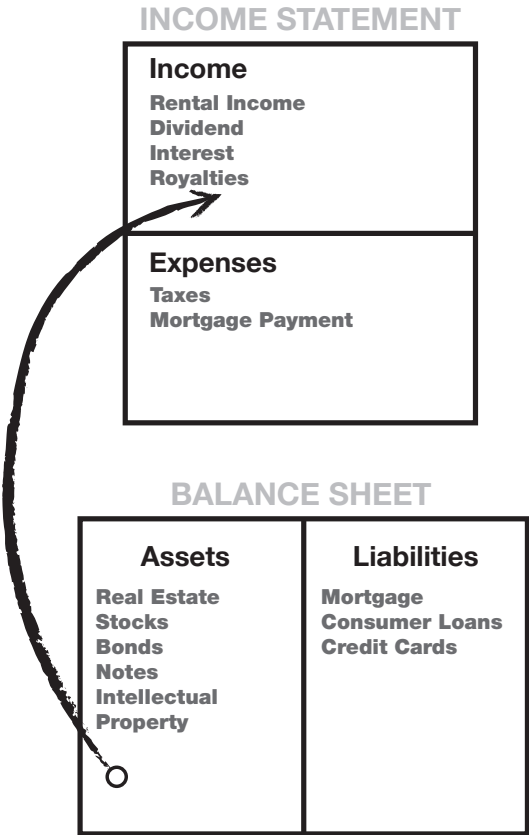 INCOME STATEMENT
Income
Rental Income
Dividend
Interest
Royalties
Expenses
Taxes
Mortgage Payment
BALANCE SHEET
Assets
Real Estate
Stocks
Bonds
Notes
Intellectual
Property
Liabilities
Mortgage
Consumer Loans
Credit Cards